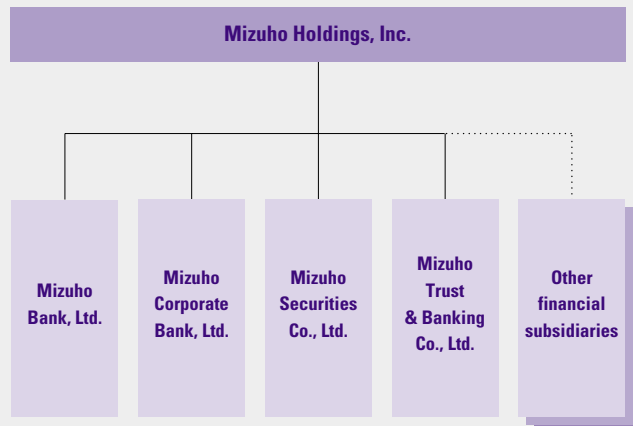 Mizuho Holdings, Inc.
Mizuho
Bank, Ltd.
Mizuho
Corporate
Bank, Ltd.
Mizuho
Securities
Co., Ltd.
Mizuho
Trust
& Banking
Co., Ltd.
Other
financial
subsidiaries